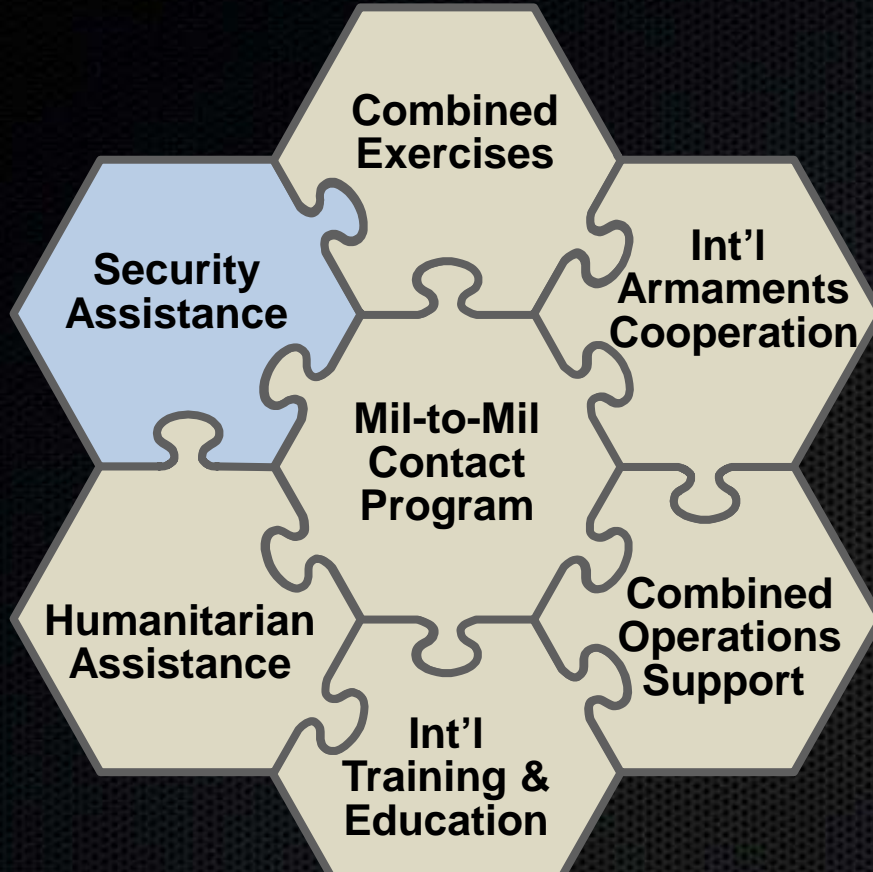 Combined
Exercises
Security
Assistance
Int'l
Armaments
Cooperation
Mil-to-Mil
Contact
Program
Humanitarian
Assistance
Combined
Operations
Support
Int'l
Training &
Education